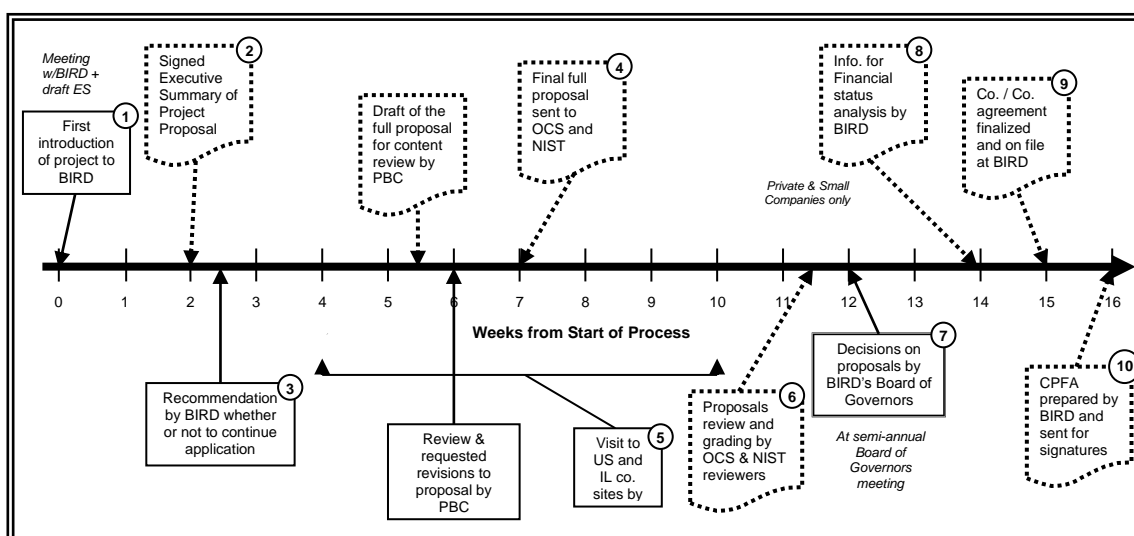 Meeting
w/BIRD +
draft ES
1
First
introduction
of project to
BIRD
2
Signed
Executive
Summary of
Project
Proposal
Draft of the
full proposal
for content
review by
PBC
4
Final full
proposal
sent to
OCS and
NIST
8
Info. for
Financial
status
analysis by
BIRD
Private & Small
Companies only
9
Co. / Co.
agreement
finalized
and on file
at BIRD
0 1 2 3 4 5 6 7 8 9 10 11 12 13 14 15 16
Weeks from Start of Process
3
Recommendation
by BIRD whether
or not to continue
application
Review &
requested
revisions to
proposal by
PBC
5
Visit to
US and
IL co.
sites by
6
Proposals
review and
grading by
OCS & NIST
reviewers
7
Decisions on
proposals by
BIRD's Board of
Governors
At semi-annual
Board of
Governors
meeting
10
CPFA
prepared by
BIRD and
sent for
signatures